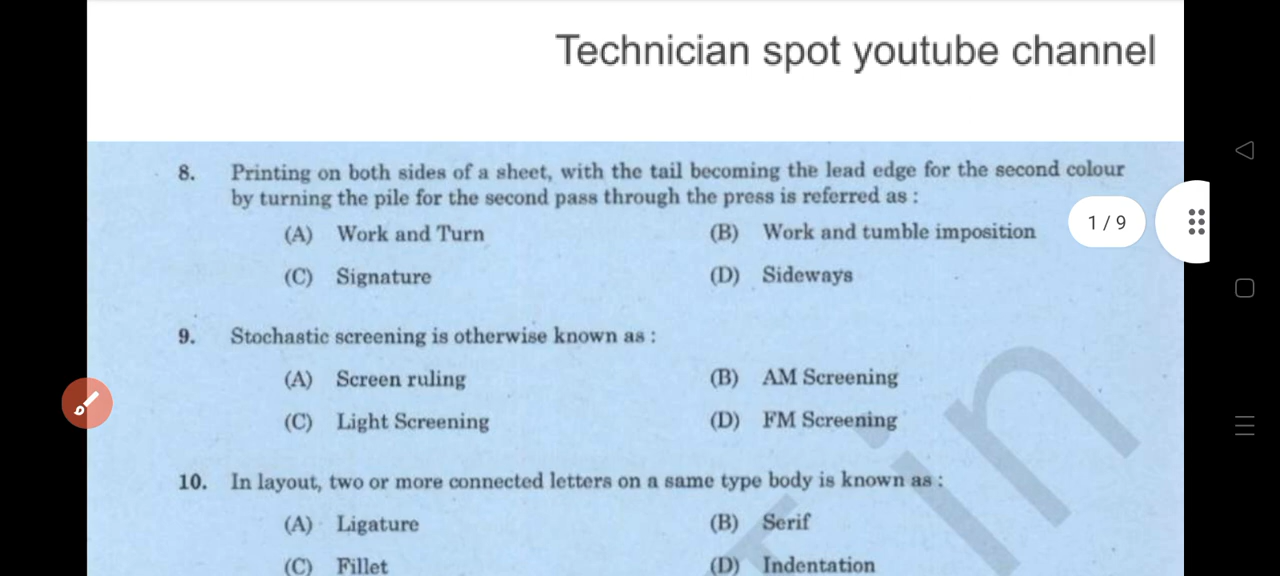 Technician spot youtube channel
8. Printing on both sides of a sheet, with the tail becoming the lead edge for the second colour
by turning the pile for the second pass through the press is referred as :
(A) Work and Turn (B) Work and tumble imposition
(C) Signature (D) Sideways
1 / 9
9. Stochastic screening is otherwise known as :
(A) Screen ruling (B) AM Screening
(C) Light Screening (D) FM Screening
10. In layout, two or more connected letters on a same type body is known as :
(A) Ligature (B) Serif
(C) Fillet (D) Indentation
in